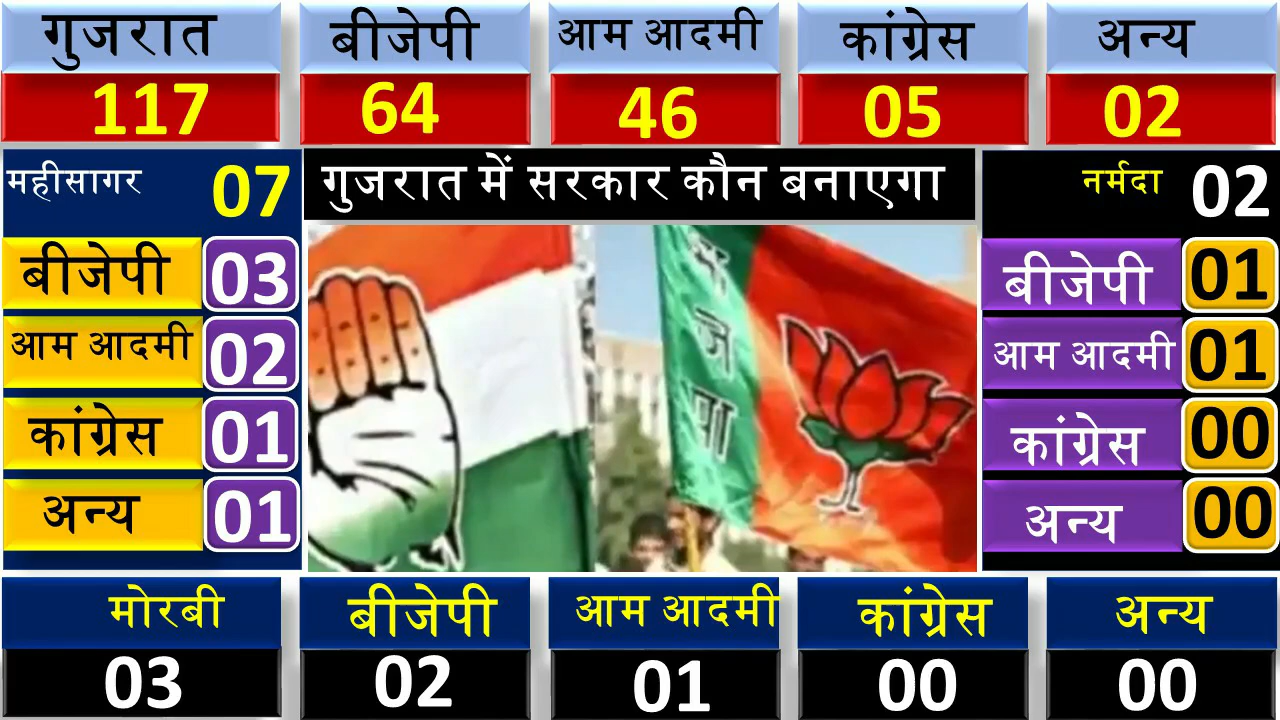 गुजरात बीजेपी आम आदमी कांग्रेस अन्य
117 64 46 05 02
महीसागर 07
बीजेपी 03
आम आदमी 02
कांग्रेस 01
अन्य 01
गुजरात में सरकार कौन बनाएगा
भ
ज
पा
नर्मदा 02
बीजेपी 01
आम आदमी 01
कांग्रेस 00
अन्य 00
मोरबी बीजेपी आम आदमी कांग्रेस अन्य
03 02 01 00 00